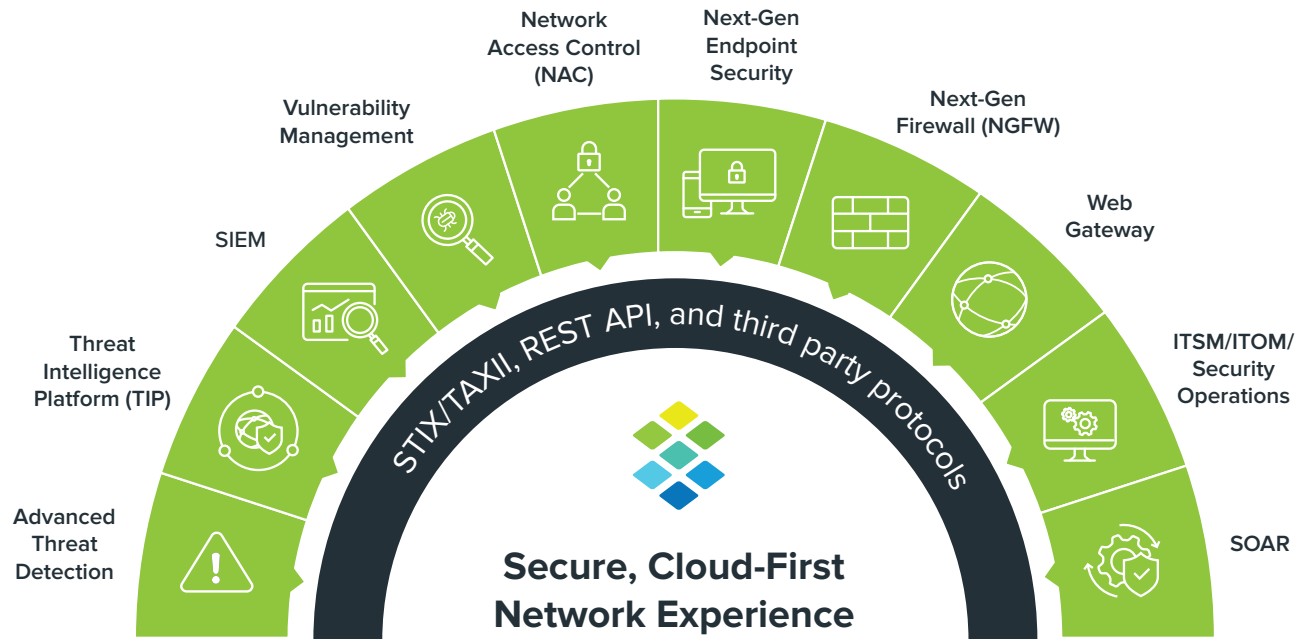 Network
Access Control
(NAC)
Next-Gen
Endpoint
Security
Vulnerability
Management
Next-Gen
Firewall (NGFW)
SIEM
Web
Gateway
Threat
Intelligence
Platform (TIP)
ITSM/ITOM/
Security
Operations
Advanced
Threat
Detection
SOAR
STIX/TAXII, REST API, and third party protocols
Secure, Cloud-First
Network Experience